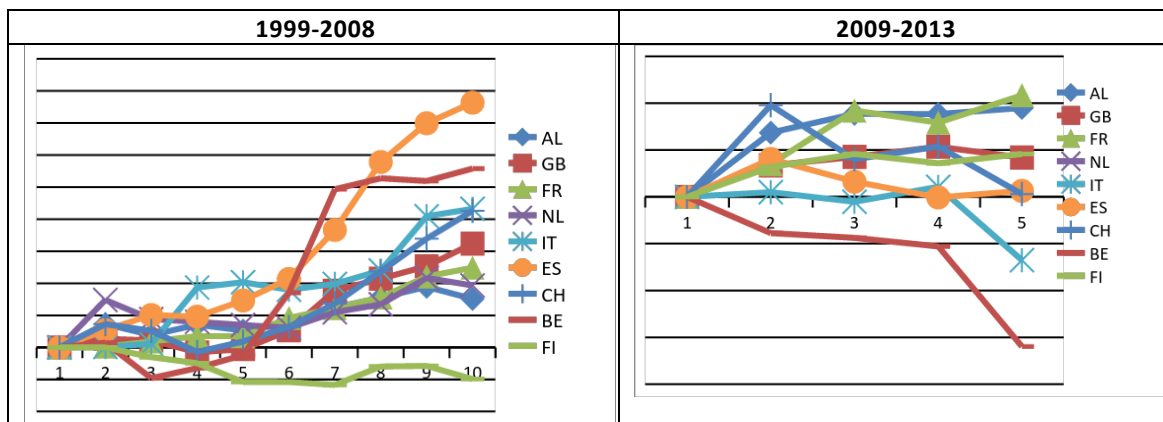 1999-2008
2009-2013
AL
GB
FR
NL
IT
ES
CH
BE
FI
1 2 3 4 5 6 7 8 9 10
AL
GB
FR
NL
IT
ES
CH
BE
FI
1 2 3 4 5